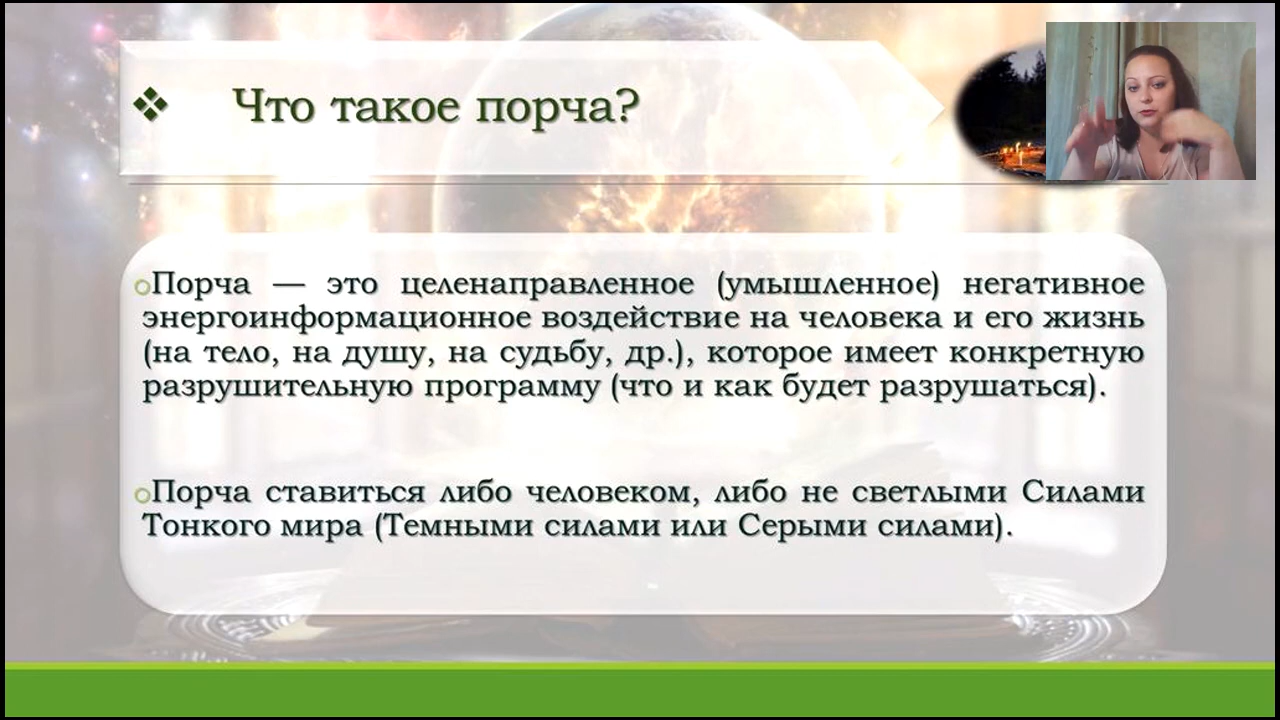 Что такое порча?
Порча — это целенаправленное (умышленное) негативное
энергоинформационное воздействие на человека и его жизнь
(на тело, на душу, на судьбу, др.), которое имеет конкретную
разрушительную программу (что и как будет разрушаться).
Порча ставиться либо человеком, либо не светлыми Силами
Тонкого мира (Темными силами или Серыми силами).